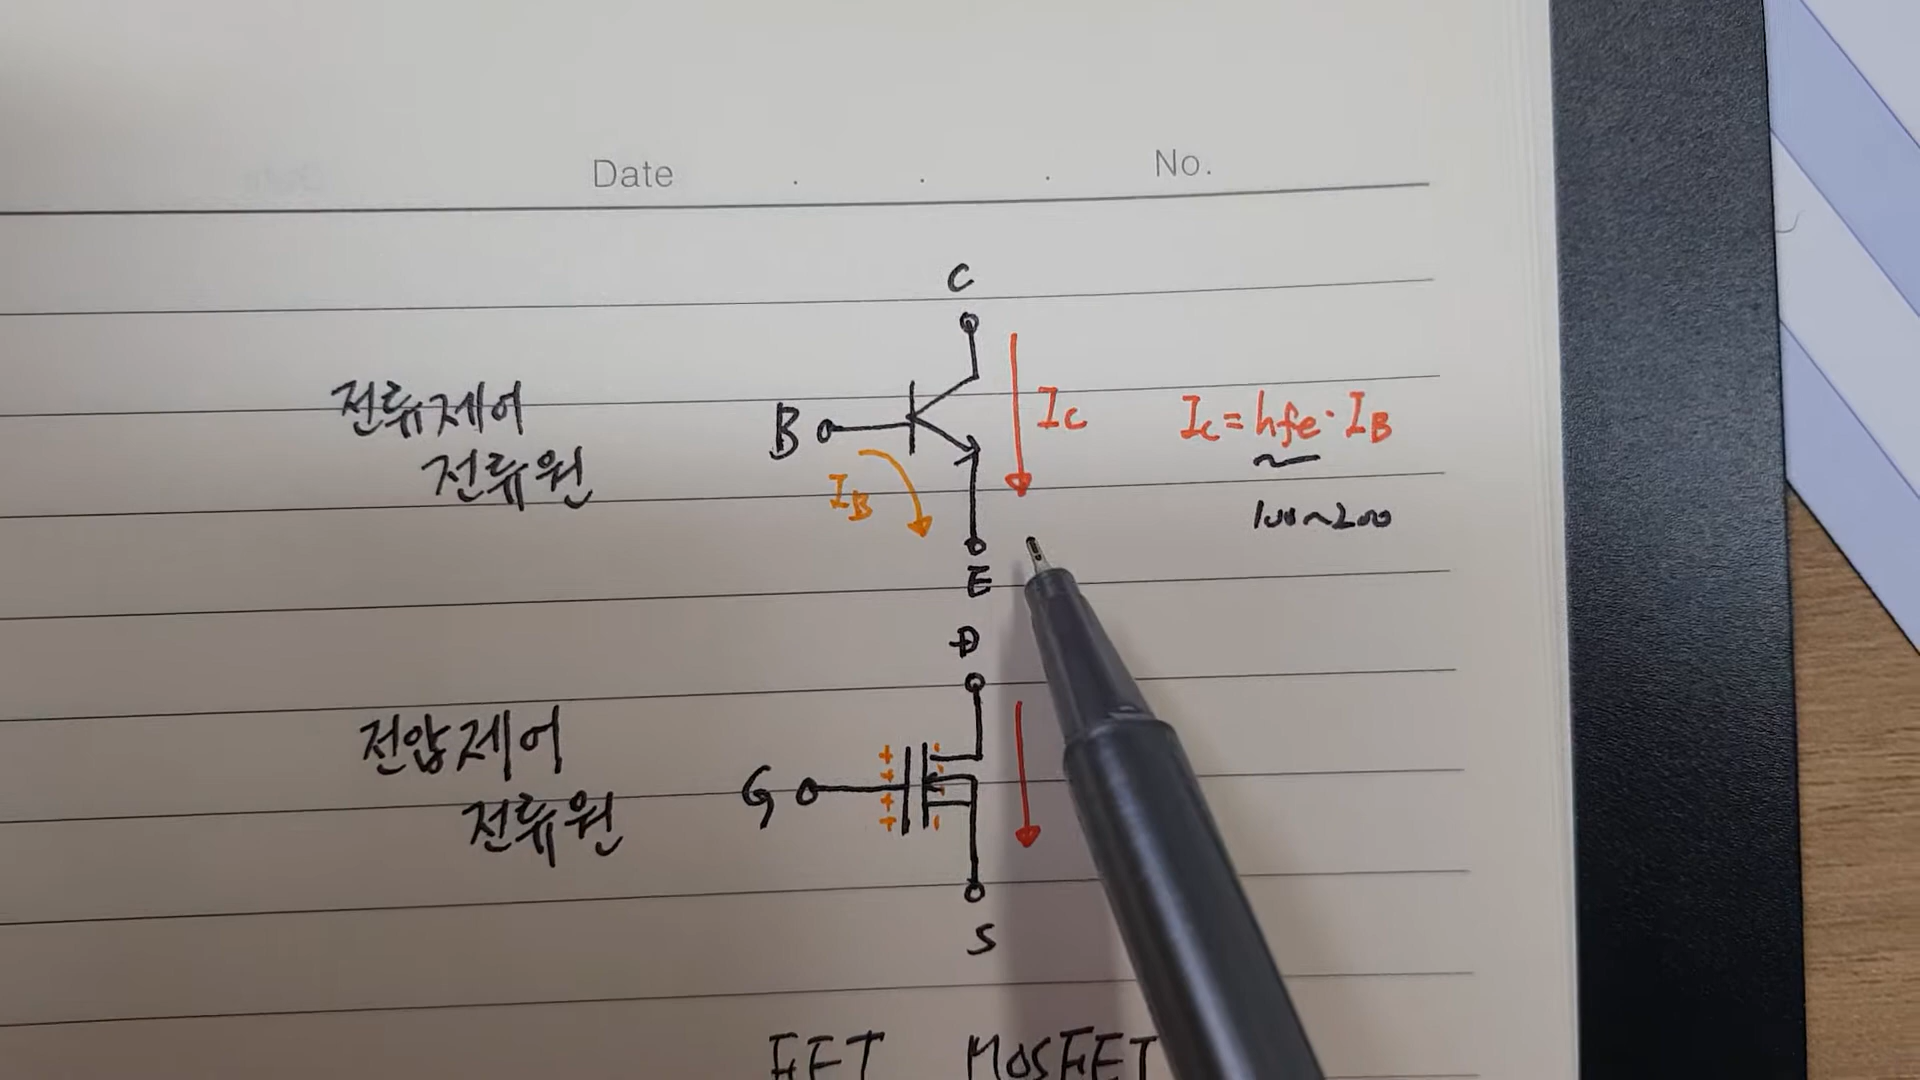 Date . . . No.
C
전류제어
전류원
B
IB
IC
Ic = hfe · IB
100~200
E
D
전압제어
전류원
G
+
+
+
+
S
FET MOSFET